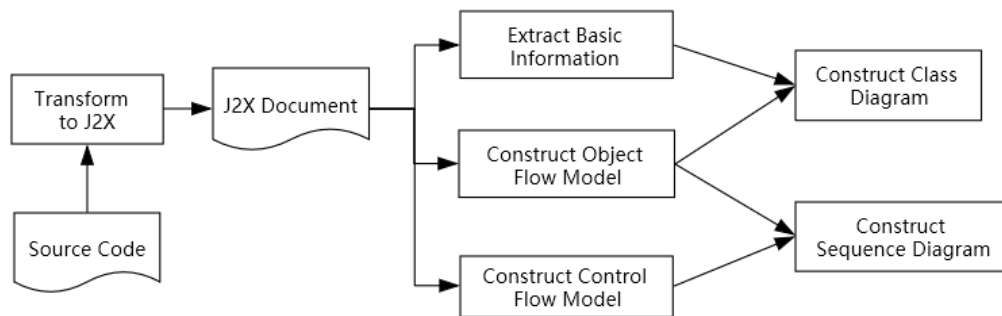 Transform
to J2X
Source Code
J2X Document
Extract Basic
Information
Construct Object
Flow Model
Construct Control
Flow Model
Construct Class
Diagram
Construct
Sequence Diagram